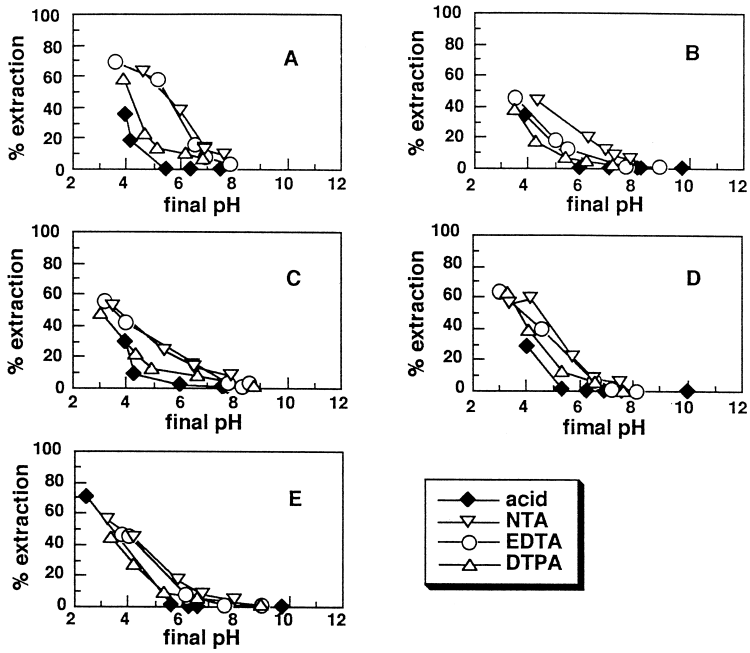 100
80
60
40
20
0
% extraction
A
2 4 6 8 10 12
final pH
100
80
60
40
20
0
% extraction
B
2 4 6 8 10 12
final pH
100
80
60
40
20
0
% extraction
C
2 4 6 8 10 12
final pH
100
80
60
40
20
0
% extraction
D
2 4 6 8 10 12
fimal pH
100
80
60
40
20
0
% extraction
E
2 4 6 8 10 12
final pH
acid
NTA
EDTA
DTPA